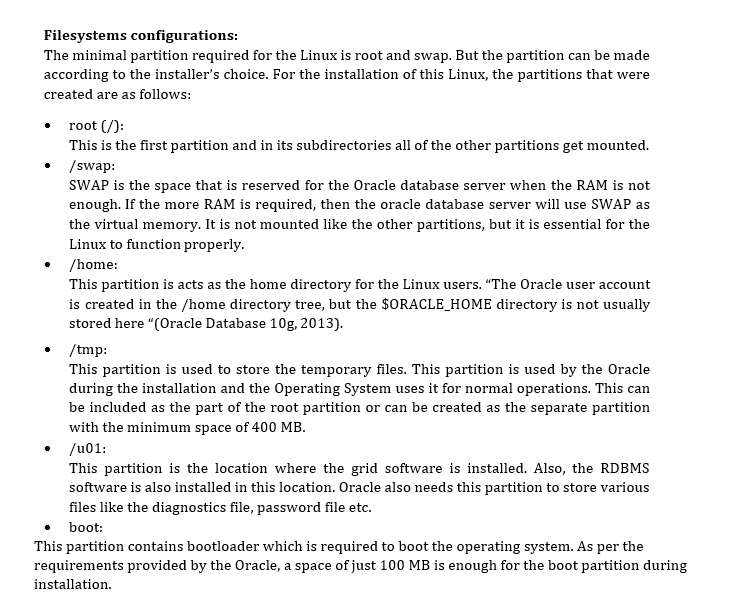 Filesystems configurations:
The minimal partition required for the Linux is root and swap. But the partition can be made
according to the installer's choice. For the installation of this Linux, the partitions that were
created are as follows:
• root (/):
This is the first partition and in its subdirectories all of the other partitions get mounted.
• /swap:
SWAP is the space that is reserved for the Oracle database server when the RAM is not
enough. If the more RAM is required, then the oracle database server will use SWAP as
the virtual memory. It is not mounted like the other partitions, but it is essential for the
Linux to function properly.
• /home:
This partition is acts as the home directory for the Linux users. “The Oracle user account
is created in the /home directory tree, but the $ORACLE_HOME directory is not usually
stored here “(Oracle Database 10g, 2013).
• /tmp:
This partition is used to store the temporary files. This partition is used by the Oracle
during the installation and the Operating System uses it for normal operations. This can
be included as the part of the root partition or can be created as the separate partition
with the minimum space of 400 MB.
• /u01:
This partition is the location where the grid software is installed. Also, the RDBMS
software is also installed in this location. Oracle also needs this partition to store various
files like the diagnostics file, password file etc.
• boot:
This partition contains bootloader which is required to boot the operating system. As per the
requirements provided by the Oracle, a space of just 100 MB is enough for the boot partition during
installation.